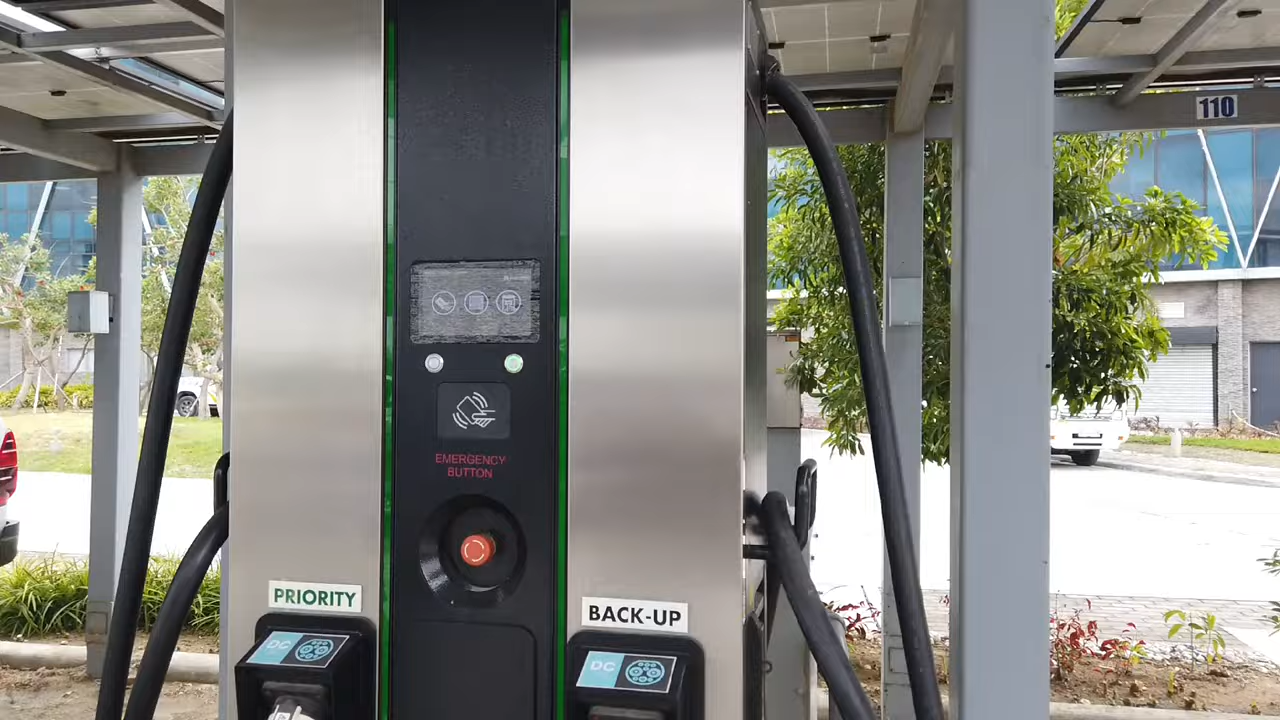 110
EMERGENCY
BUTTON
PRIORITY
BACK-UP
DC
DC